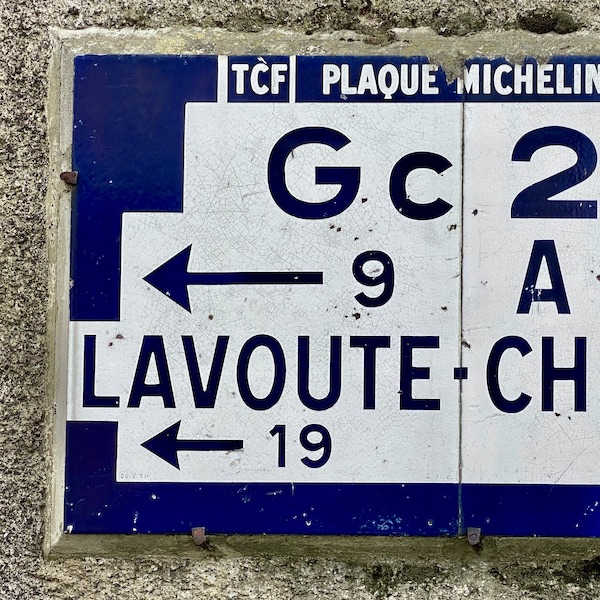 TCF PLAQUE MICHELIN
Gc 2
← 9 A
LAVOUTE-CH
← 19